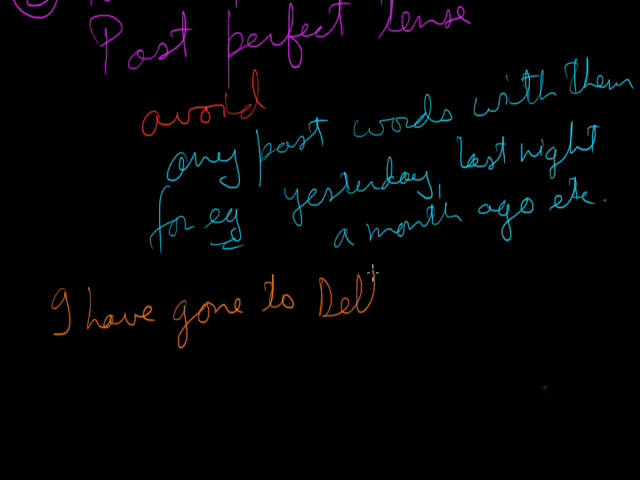 Past perfect tense
avoid
any past words with them
for eg yesterday, last night
a month ago etc.
I have gone to Del